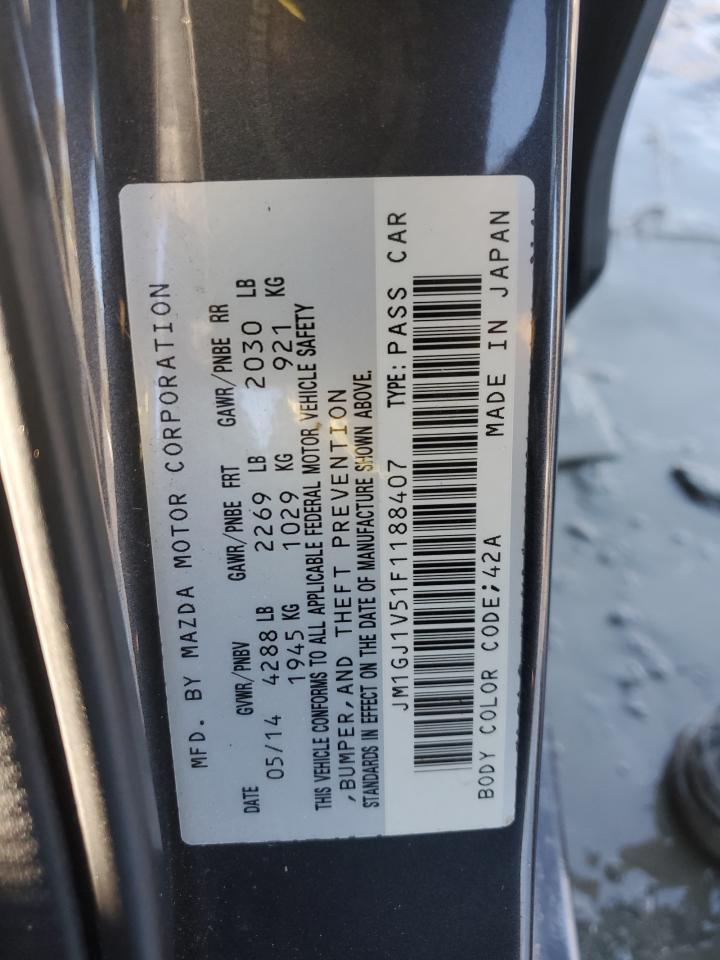 MFD. BY MAZDA MOTOR CORPORATION
DATE GVWR/PNBV GAWR/PNBE FRT GAWR/PNBE RR
05/14 4288 LB 2269 LB 2030 LB
1945 KG 1029 KG 921 KG
THIS VEHICLE CONFORMS TO ALL APPLICABLE FEDERAL MOTOR VEHICLE SAFETY
,BUMPER,AND THEFT PREVENTION
STANDARDS IN EFFECT ON THE DATE OF MANUFACTURE SHOWN ABOVE.
JM1GJ1V51F1188407 TYPE: PASS CAR
BODY COLOR CODE;42A MADE IN JAPAN